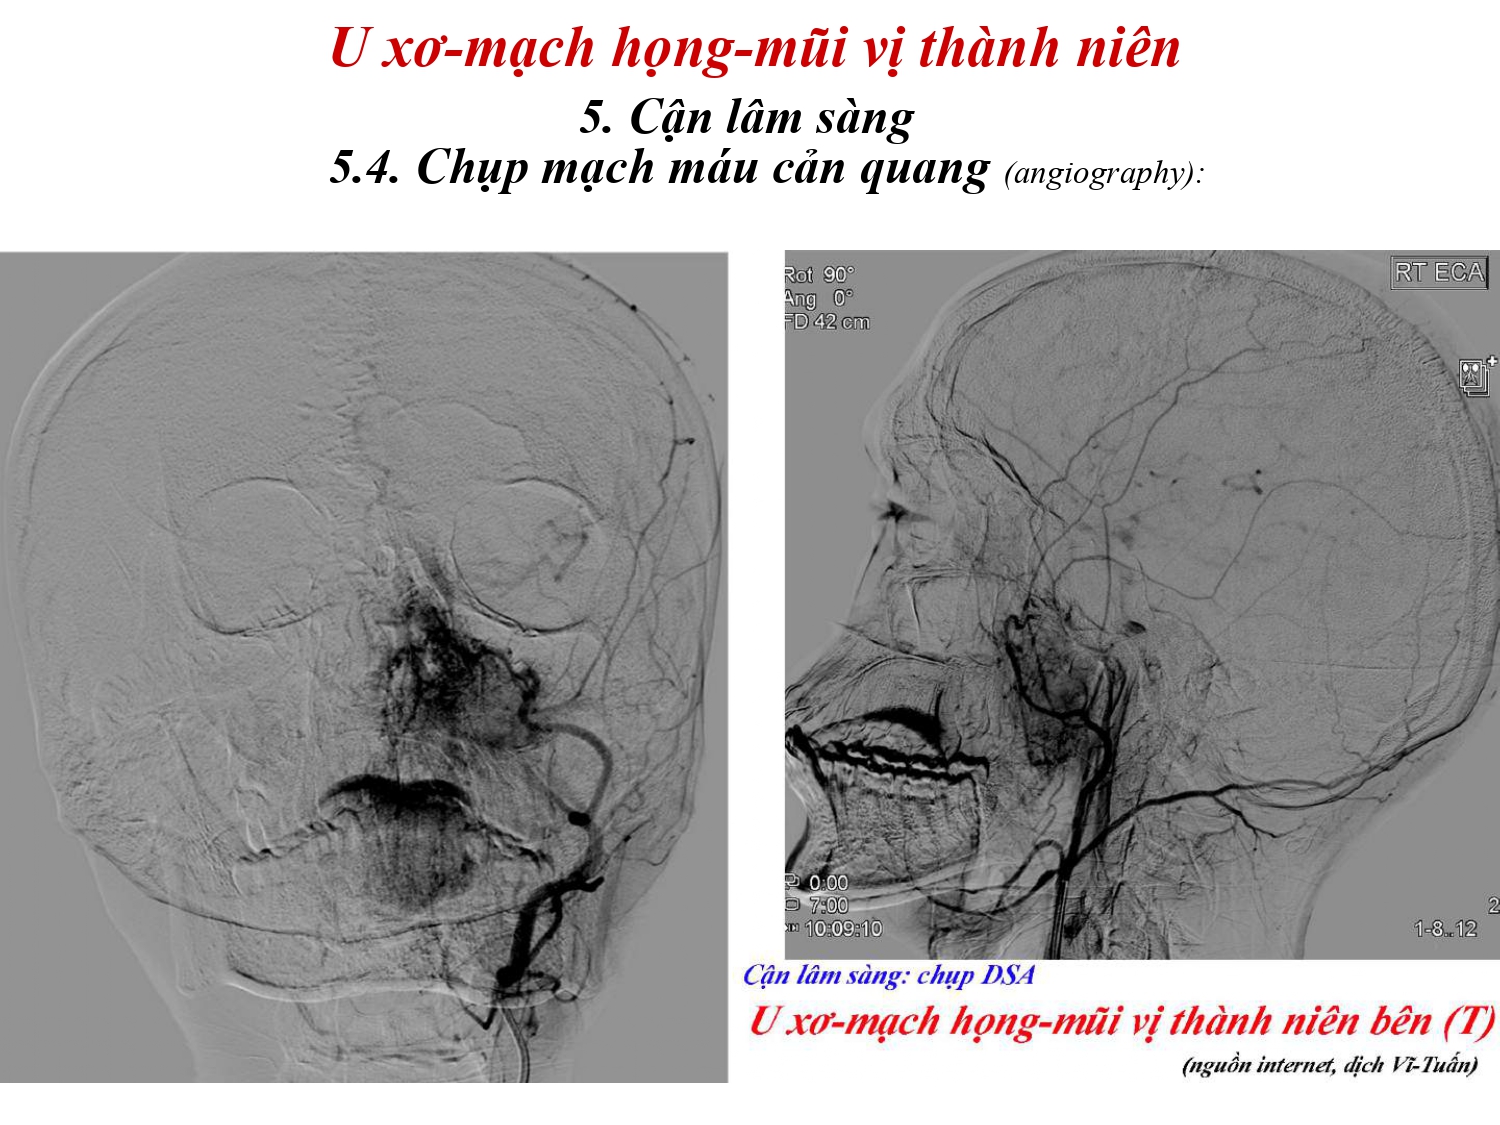 U xơ-mạch họng-mũi vị thành niên
5. Cận lâm sàng
5.4. Chụp mạch máu cản quang (angiography):
Rot 90°
Ang 0°
FD 42 cm
RT ECA
0:00
7:00
10:09:10
2
1-8..12
Cận lâm sàng: chụp DSA
U xơ-mạch họng-mũi vị thành niên bên (T)
(nguồn internet, dịch Vĩ-Tuấn)